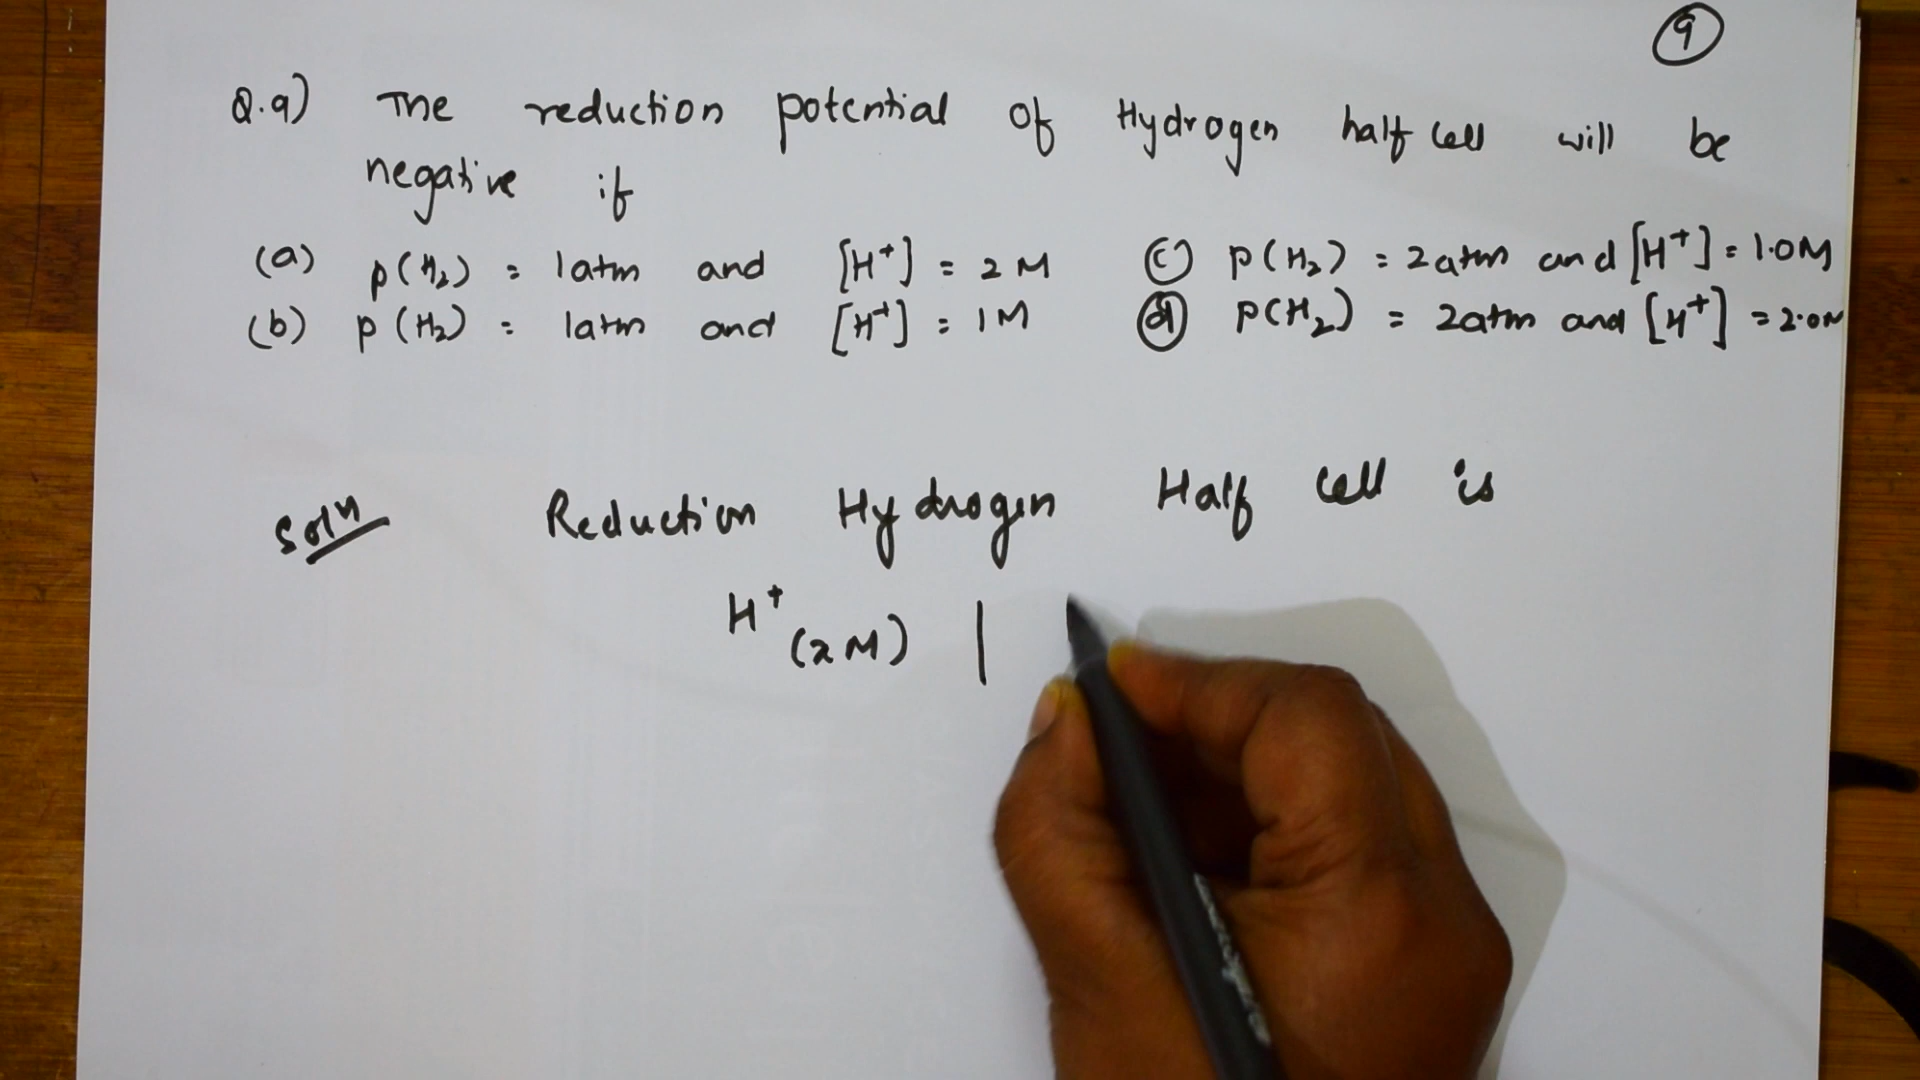 9
Q.9) The reduction potential of Hydrogen half cell will be
negative if
(a) p(H₂) = 1atm and [H⁺] = 2 M
(b) p(H₂) = 1atm and [H⁺] = 1M
(c) p(H₂) = 2atm and [H⁺] = 1.0M
(d) p(H₂) = 2atm and [H⁺] = 2.0M
Solⁿ Reduction Hydrogen Half cell is
H⁺ (2M) |